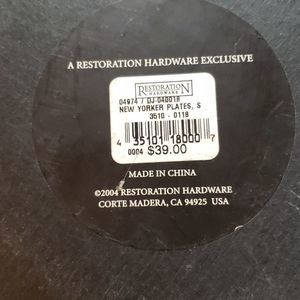 A RESTORATION HARDWARE EXCLUSIVE
RESTORATION
HARDWARE
04974 / DJ-04001R
NEW YORKER PLATES, S
3510 - 0118
4 35101 18000 7
0004 $39.00
MADE IN CHINA
©2004 RESTORATION HARDWARE
CORTE MADERA, CA 94925 USA